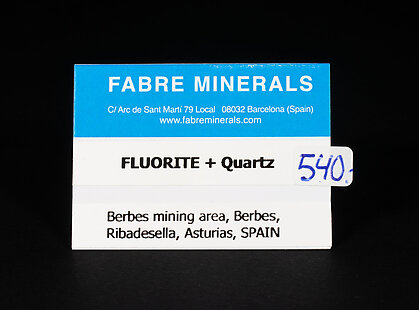 FABRE MINERALS
C/ Arc de Sant Martí 79 Local 08032 Barcelona (Spain)
www.fabreminerals.com
FLUORITE + Quartz
540.-
Berbes mining area, Berbes,
Ribadesella, Asturias, SPAIN